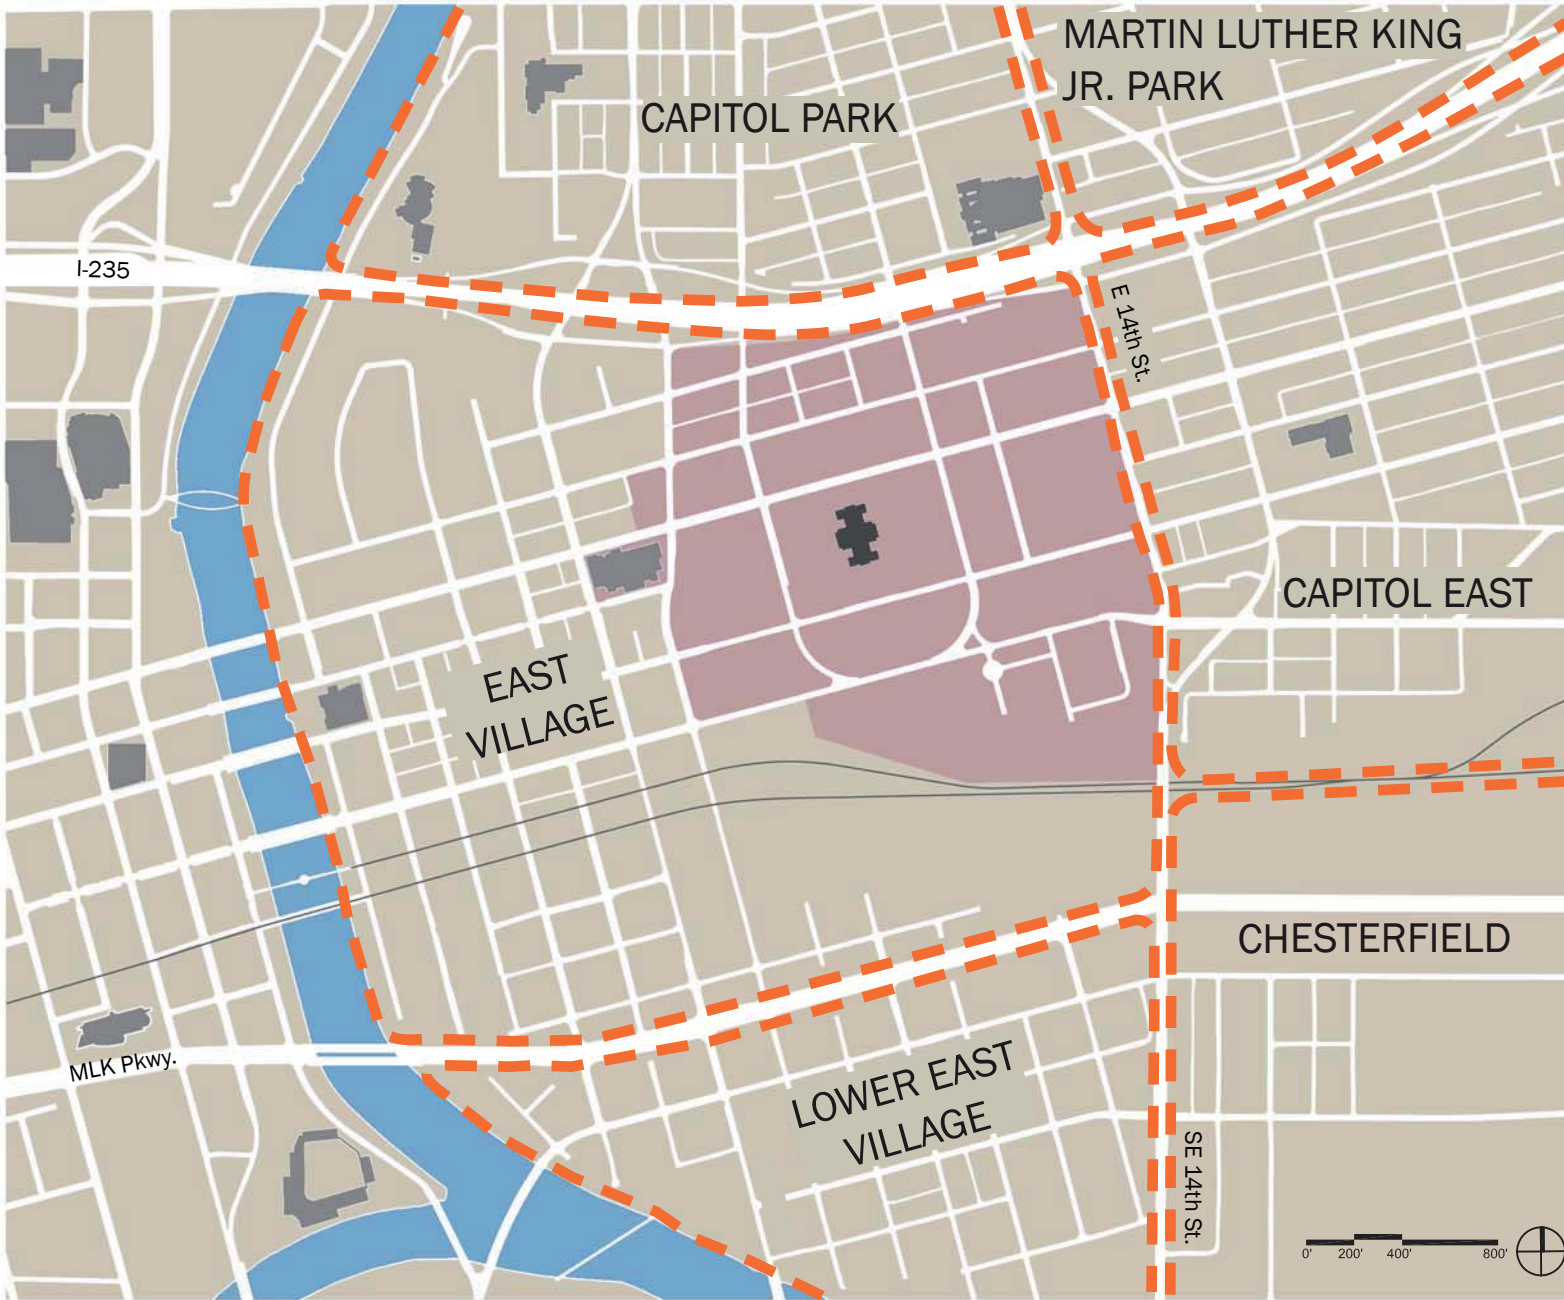 MARTIN LUTHER KING
JR. PARK
CAPITOL PARK
I-235
E 14th St.
CAPITOL EAST
EAST
VILLAGE
CHESTERFIELD
MLK Pkwy.
LOWER EAST
VILLAGE
SE 14th St.
0' 200' 400' 800'